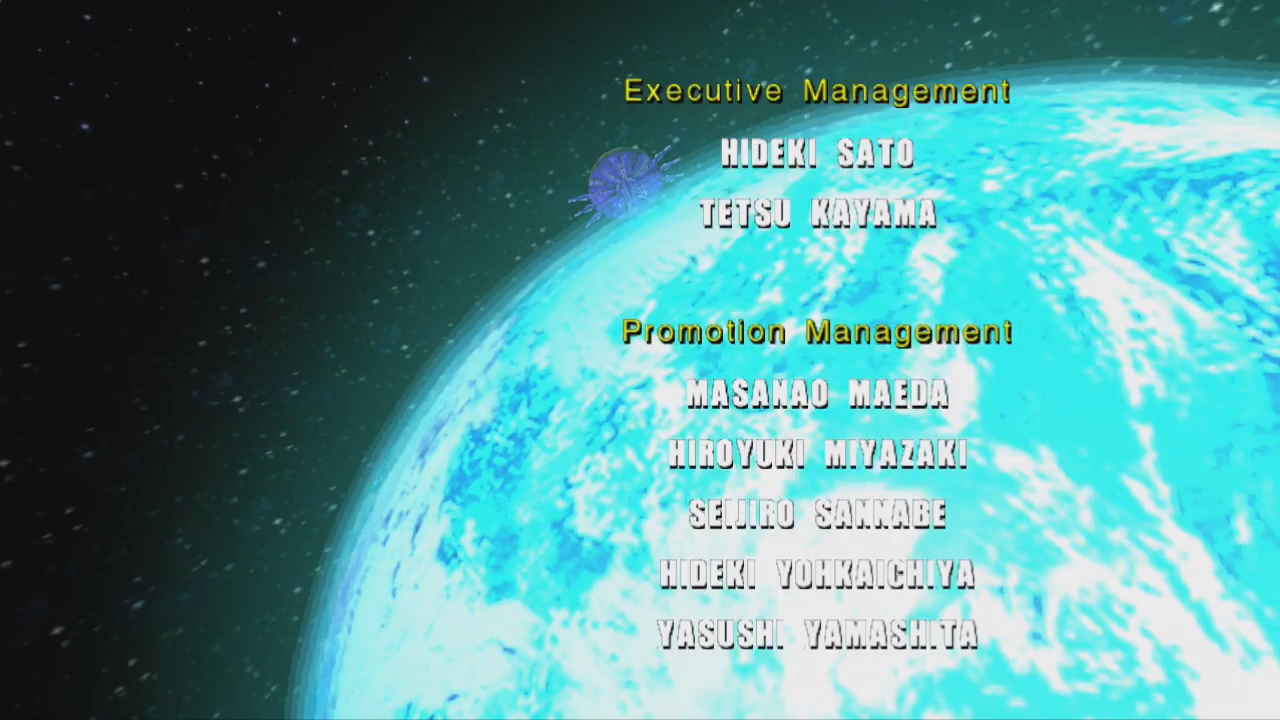 Executive Management
HIDEKI SATO
TETSU KAYAMA
Promotion Management
MASANAO MAEDA
HIROYUKI MIYAZAKI
SEIJIRO SANNABE
HIDEKI YOHKAICHIYA
YASUSHI YAMASHITA